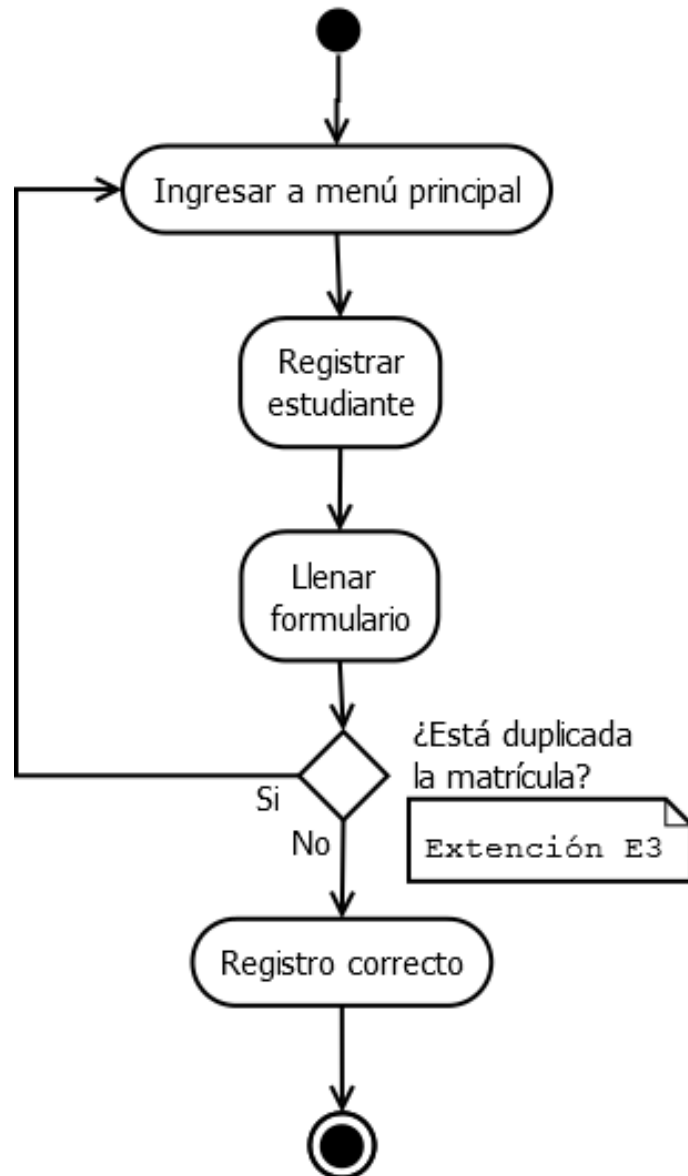 Ingresar a menú principal
Registrar
estudiante
Llenar
formulario
¿Está duplicada
la matrícula?
Si
Extención E3
No
Registro correcto